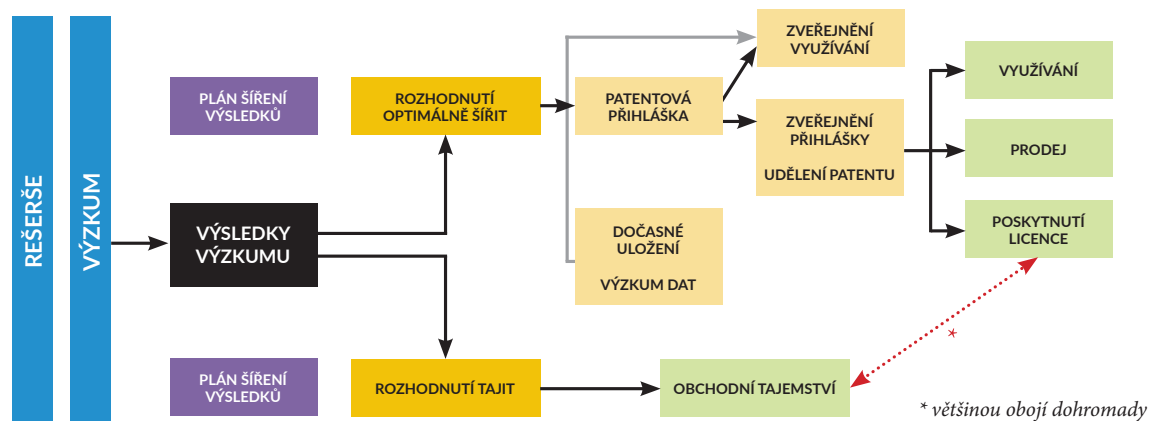 REŠERŠE
VÝZKUM
PLÁN ŠÍŘENÍ
VÝSLEDKŮ
VÝSLEDKY
VÝZKUMU
PLÁN ŠÍŘENÍ
VÝSLEDKŮ
ROZHODNUTÍ
OPTIMÁLNĚ ŠÍŘIT
ROZHODNUTÍ TAJIT
PATENTOVÁ
PŘIHLÁŠKA
DOČASNÉ
ULOŽENÍ
VÝZKUM DAT
OBCHODNÍ TAJEMSTVÍ
ZVEŘEJNĚNÍ
VYUŽÍVÁNÍ
ZVEŘEJNĚNÍ
PŘIHLÁŠKY
UDĚLENÍ PATENTU
VYUŽÍVÁNÍ
PRODEJ
POSKYTNUTÍ
LICENCE
*
* většinou obojí dohromady